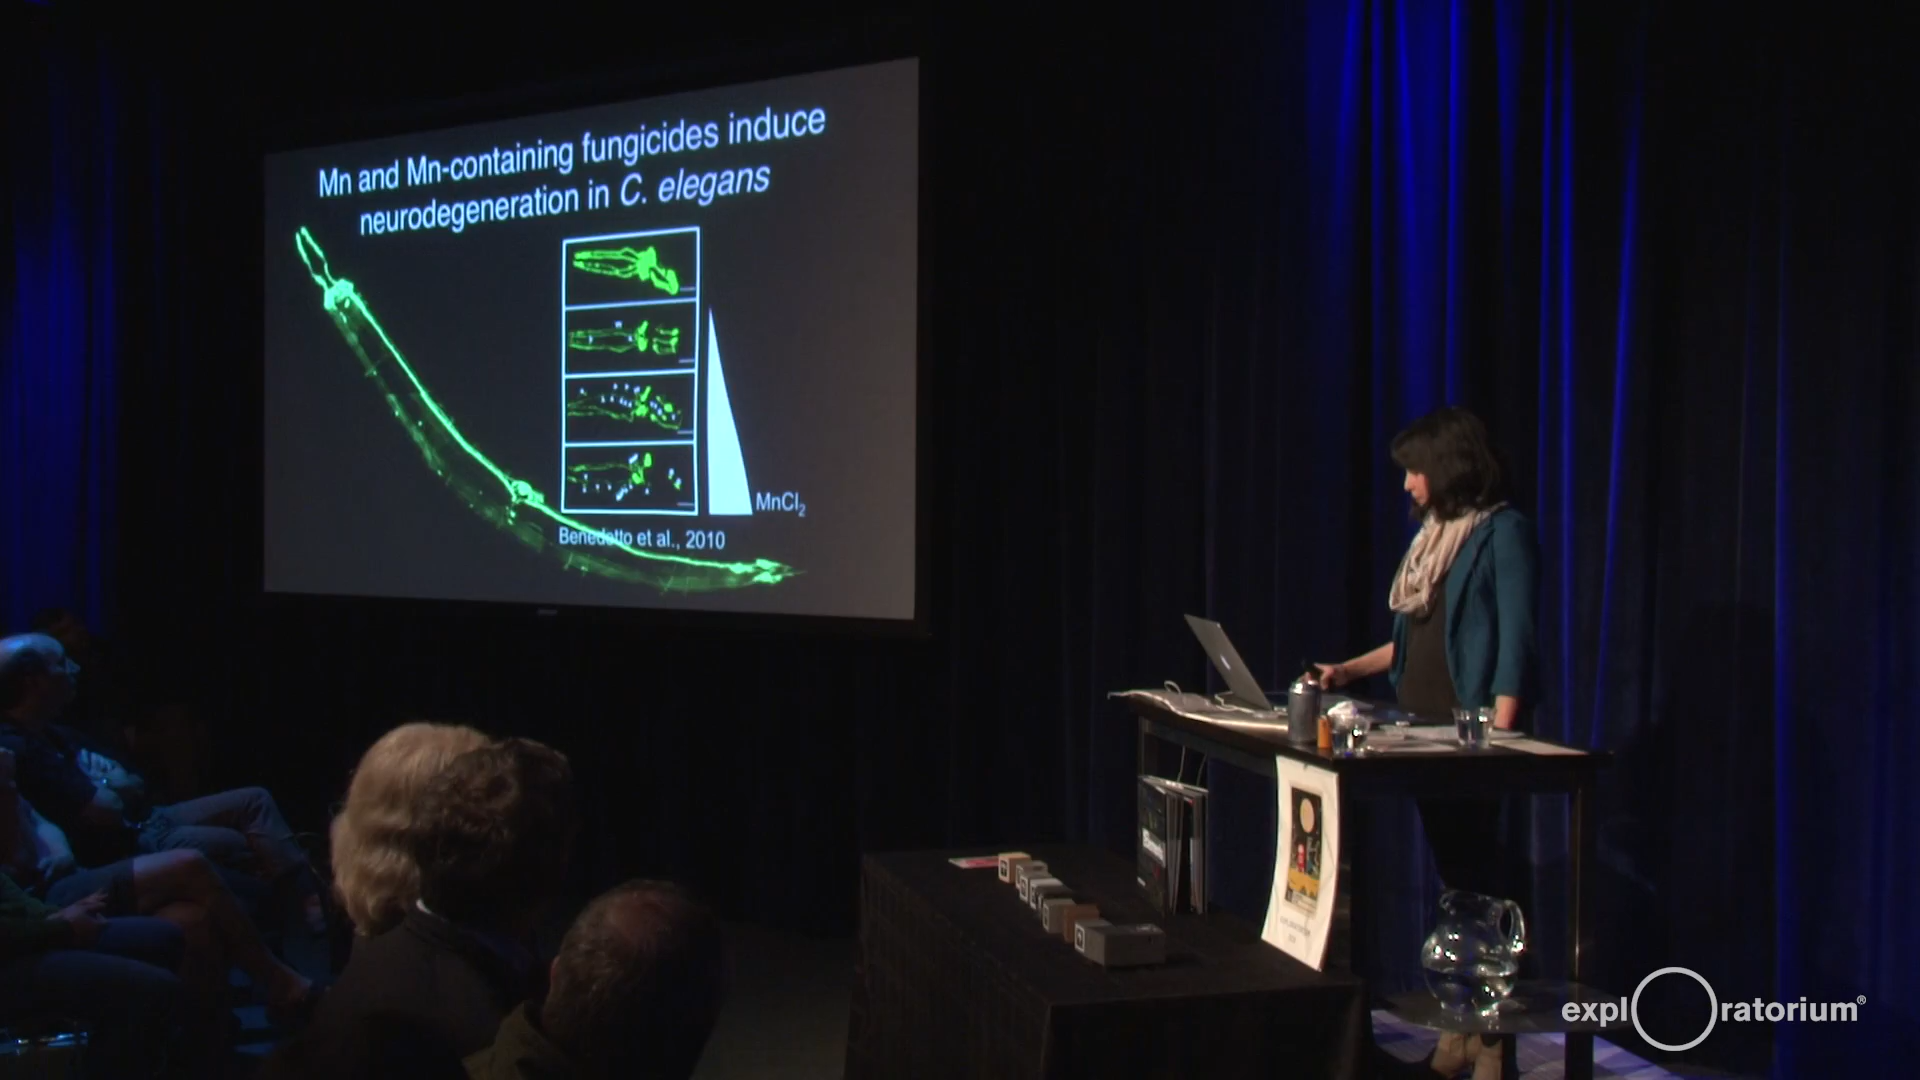 Mn and Mn-containing fungicides induce
neurodegeneration in C. elegans
MnCl₂
Benedetto et al., 2010
exploratorium®